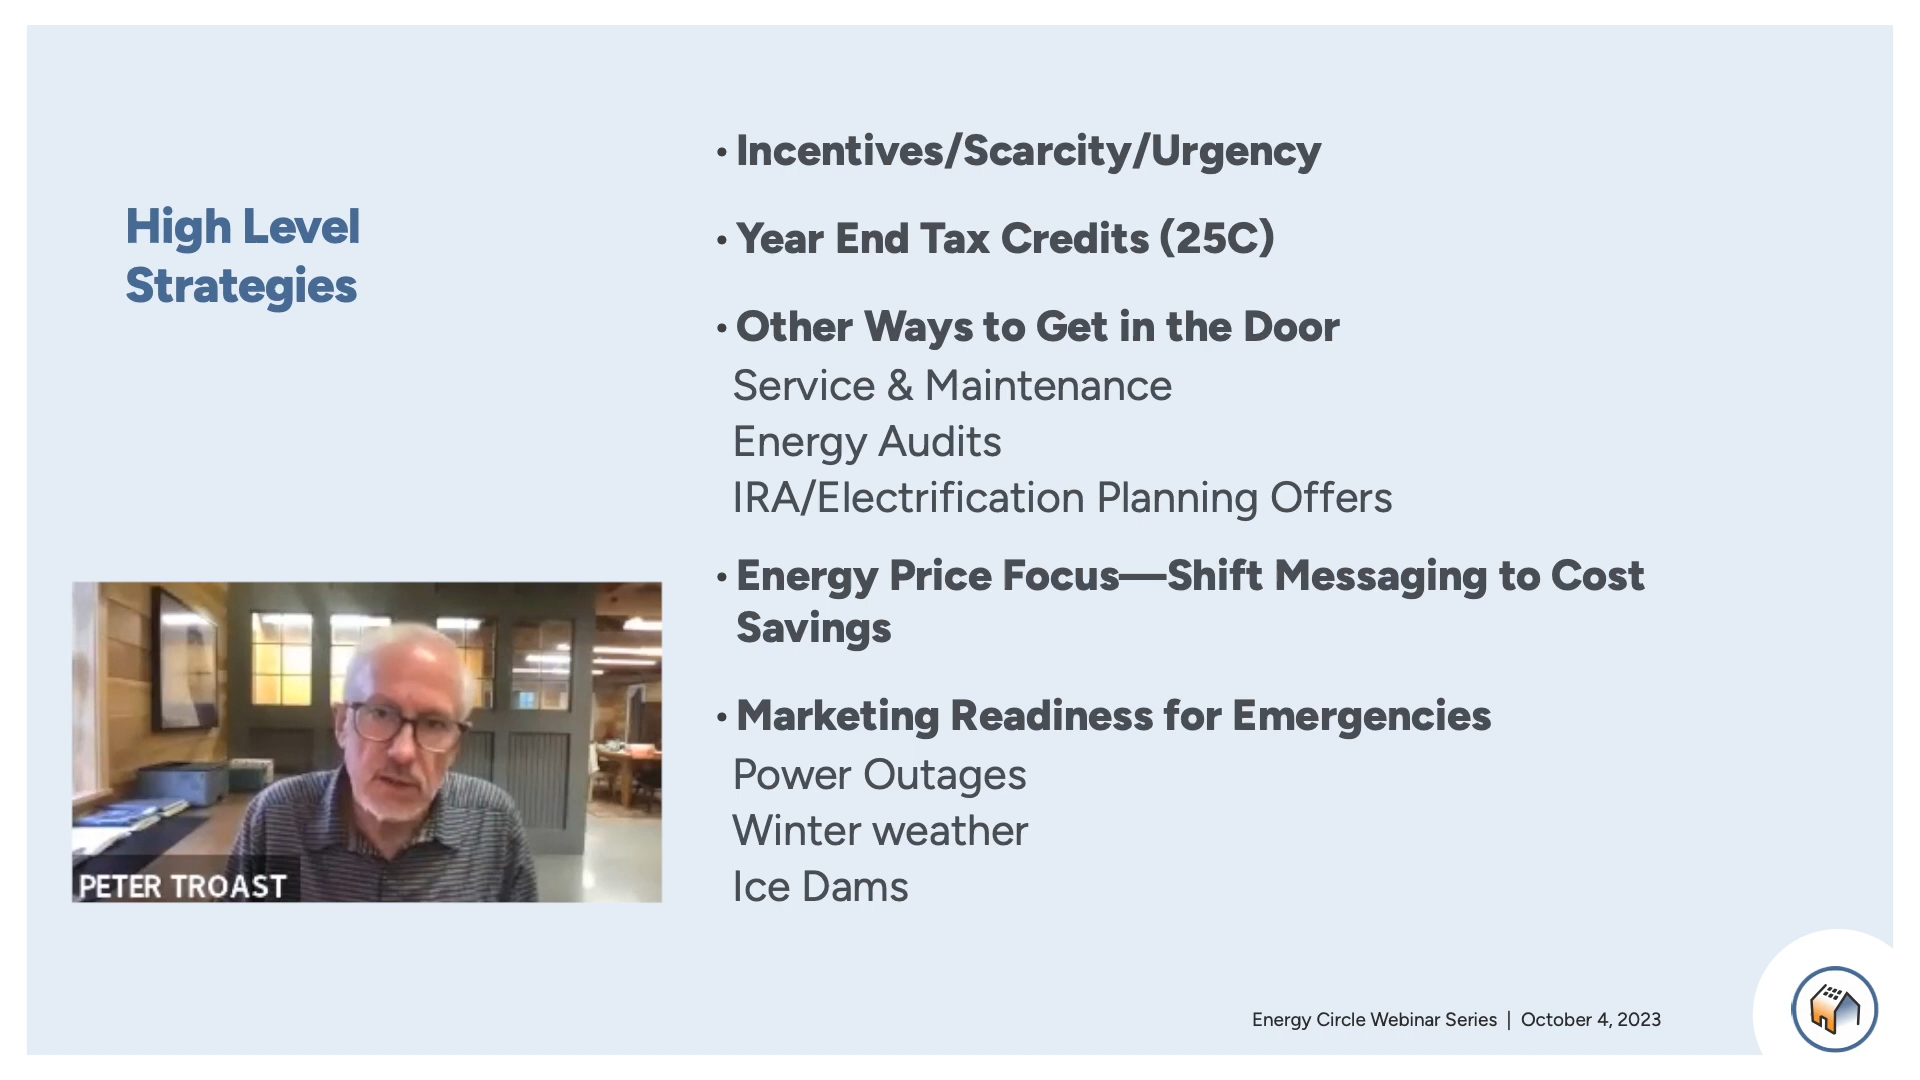 High Level
Strategies
• Incentives/Scarcity/Urgency
• Year End Tax Credits (25C)
• Other Ways to Get in the Door
Service & Maintenance
Energy Audits
IRA/Electrification Planning Offers
• Energy Price Focus—Shift Messaging to Cost
Savings
• Marketing Readiness for Emergencies
Power Outages
Winter weather
Ice Dams
PETER TROAST
Energy Circle Webinar Series | October 4, 2023